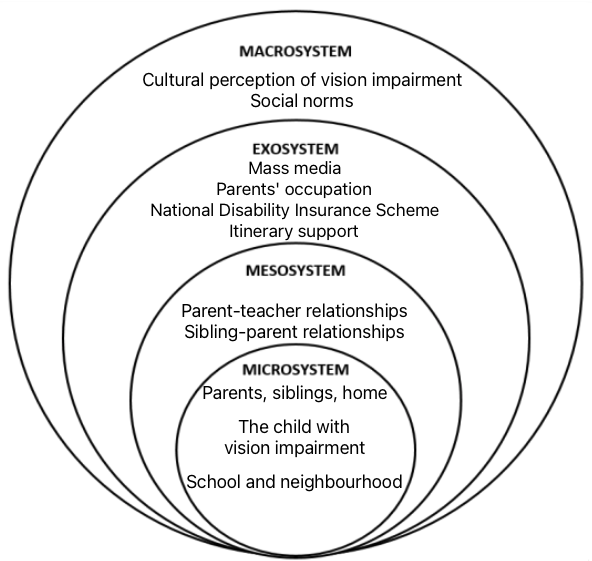 MACROSYSTEM
Cultural perception of vision impairment
Social norms
EXOSYSTEM
Mass media
Parents' occupation
National Disability Insurance Scheme
Itinerary support
MESOSYSTEM
Parent-teacher relationships
Sibling-parent relationships
MICROSYSTEM
Parents, siblings, home
The child with
vision impairment
School and neighbourhood